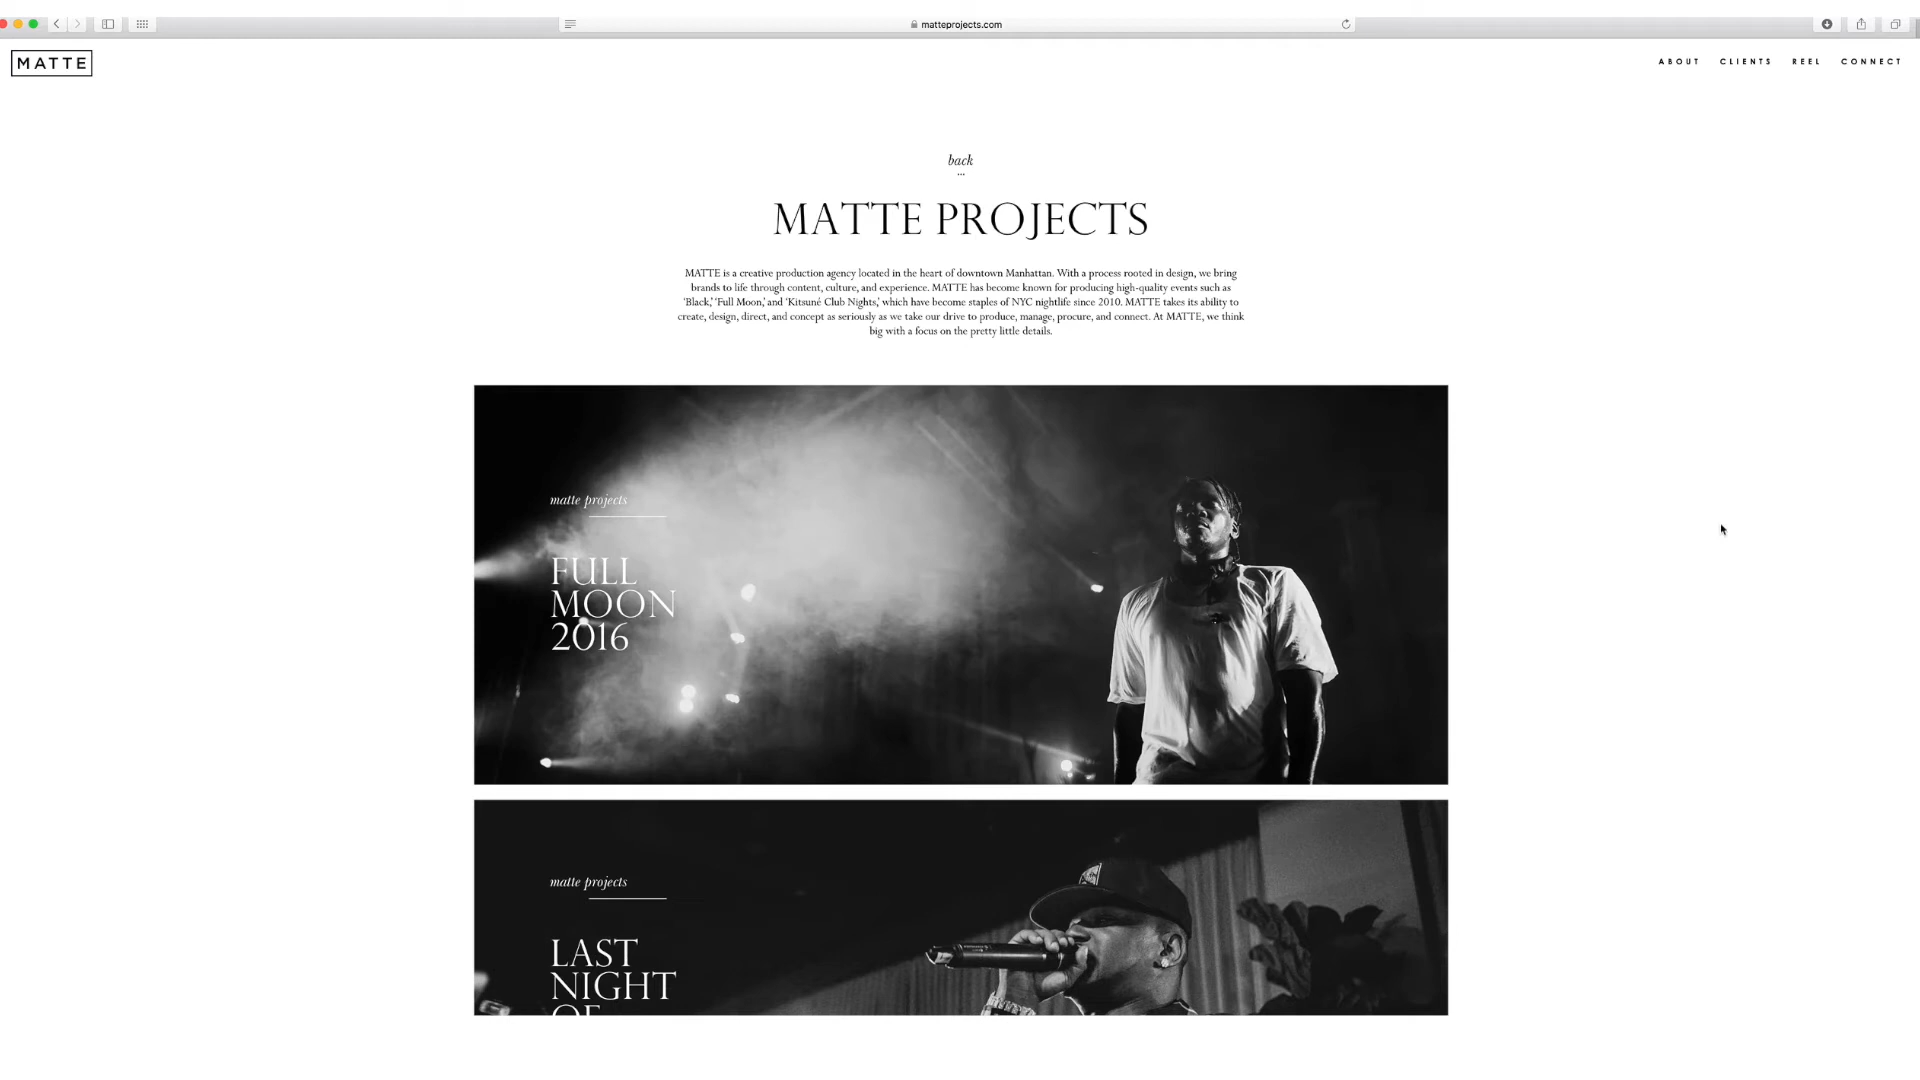 matteprojects.com
MATTE
ABOUT CLIENTS REEL CONNECT
back
...
MATTE PROJECTS
MATTE is a creative production agency located in the heart of downtown Manhattan. With a process rooted in design, we bring
brands to life through content, culture, and experience. MATTE has become known for producing high-quality events such as
'Black,' 'Full Moon,' and 'Kitsuné Club Nights,' which have become staples of NYC nightlife since 2010. MATTE takes its ability to
create, design, direct, and concept as seriously as we take our drive to produce, manage, procure, and connect. At MATTE, we think
big with a focus on the pretty little details.
matte projects
FULL
MOON
2016
matte projects
LAST
NIGHT
OF